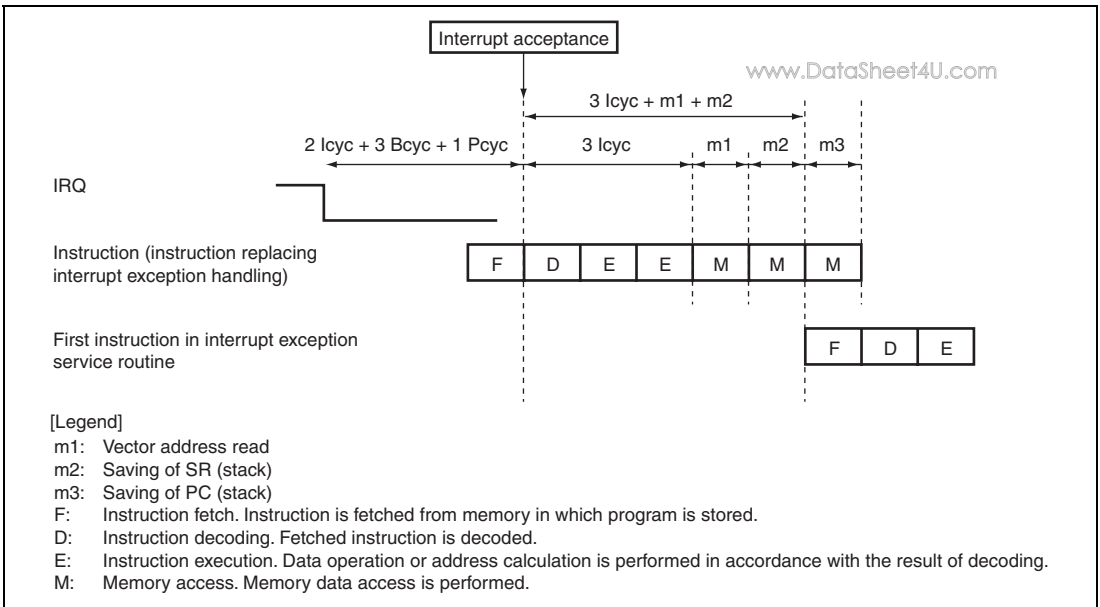 Interrupt acceptance
www.DataSheet4U.com
3 Icyc + m1 + m2
2 Icyc + 3 Bcyc + 1 Pcyc
3 Icyc
m1
m2
m3
IRQ
Instruction (instruction replacing
interrupt exception handling)
F D E E M M M
First instruction in interrupt exception
service routine
F D E
[Legend]
m1: Vector address read
m2: Saving of SR (stack)
m3: Saving of PC (stack)
F: Instruction fetch. Instruction is fetched from memory in which program is stored.
D: Instruction decoding. Fetched instruction is decoded.
E: Instruction execution. Data operation or address calculation is performed in accordance with the result of decoding.
M: Memory access. Memory data access is performed.